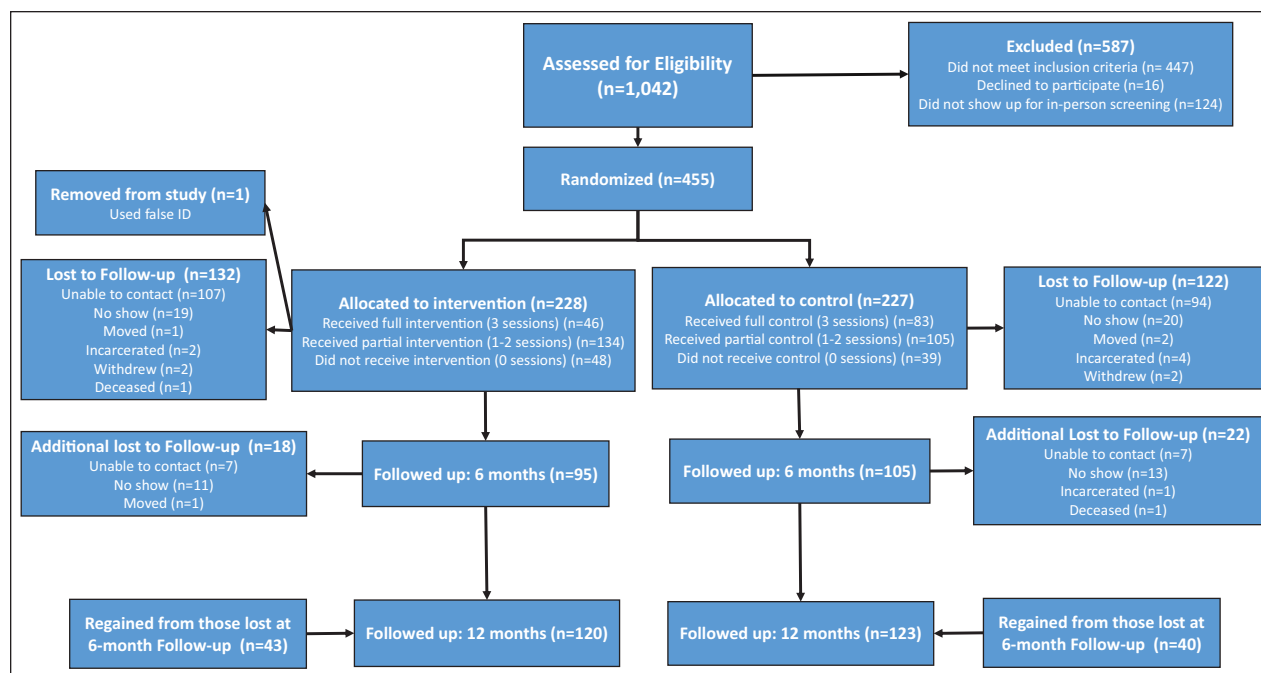 Assessed for Eligibility
(n=1,042)
Excluded (n=587)
Did not meet inclusion criteria (n= 447)
Declined to participate (n=16)
Did not show up for in-person screening (n=124)
Randomized (n=455)
Removed from study (n=1)
Used false ID
Lost to Follow-up (n=132)
Unable to contact (n=107)
No show (n=19)
Moved (n=1)
Incarcerated (n=2)
Withdrew (n=2)
Deceased (n=1)
Allocated to intervention (n=228)
Received full intervention (3 sessions) (n=46)
Received partial intervention (1-2 sessions) (n=134)
Did not receive intervention (0 sessions) (n=48)
Allocated to control (n=227)
Received full control (3 sessions) (n=83)
Received partial control (1-2 sessions) (n=105)
Did not receive control (0 sessions) (n=39)
Lost to Follow-up (n=122)
Unable to contact (n=94)
No show (n=20)
Moved (n=2)
Incarcerated (n=4)
Withdrew (n=2)
Additional lost to Follow-up (n=18)
Unable to contact (n=7)
No show (n=11)
Moved (n=1)
Followed up: 6 months (n=95)
Followed up: 6 months (n=105)
Additional Lost to Follow-up (n=22)
Unable to contact (n=7)
No show (n=13)
Incarcerated (n=1)
Deceased (n=1)
Regained from those lost at
6-month Follow-up (n=43)
Followed up: 12 months (n=120)
Followed up: 12 months (n=123)
Regained from those lost at
6-month Follow-up (n=40)